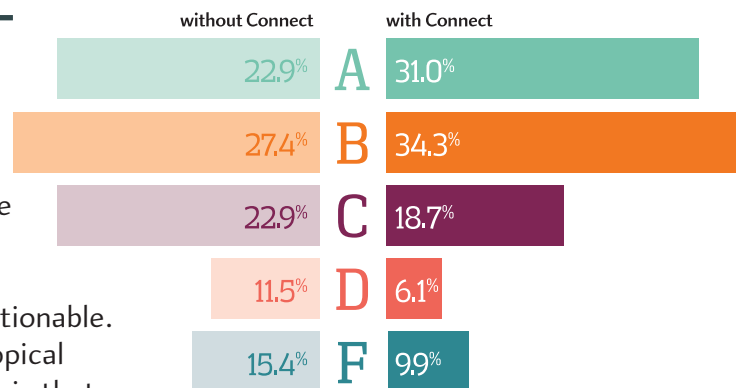 without Connect with Connect
22.9% A 31.0%
27.4% B 34.3%
e
22.9% C 18.7%
11.5% D 6.1%
tionable.
opical
15.4% F 9.9%